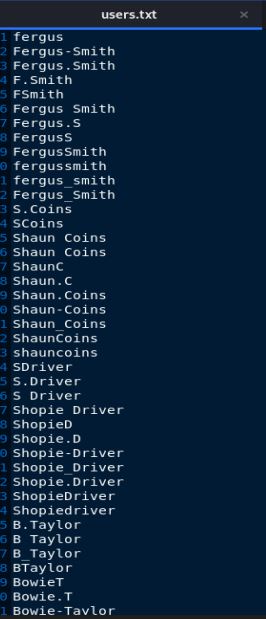 users.txt ×
1 fergus
2 Fergus-Smith
3 Fergus.Smith
4 F.Smith
5 FSmith
6 Fergus Smith
7 Fergus.S
8 FergusS
9 FergusSmith
0 fergussmith
1 fergus_smith
2 Fergus_Smith
3 S.Coins
4 SCoins
5 Shaun Coins
6 Shaun Coins
7 ShaunC
8 Shaun.C
9 Shaun.Coins
0 Shaun-Coins
1 Shaun_Coins
2 ShaunCoins
3 shauncoins
4 SDriver
5 S.Driver
6 S Driver
7 Shopie Driver
8 ShopieD
9 Shopie.D
0 Shopie-Driver
1 Shopie_Driver
2 Shopie.Driver
3 ShopieDriver
4 Shopiedriver
5 B.Taylor
6 B Taylor
7 B_Taylor
8 BTaylor
9 BowieT
0 Bowie.T
1 Bowie-Taylor